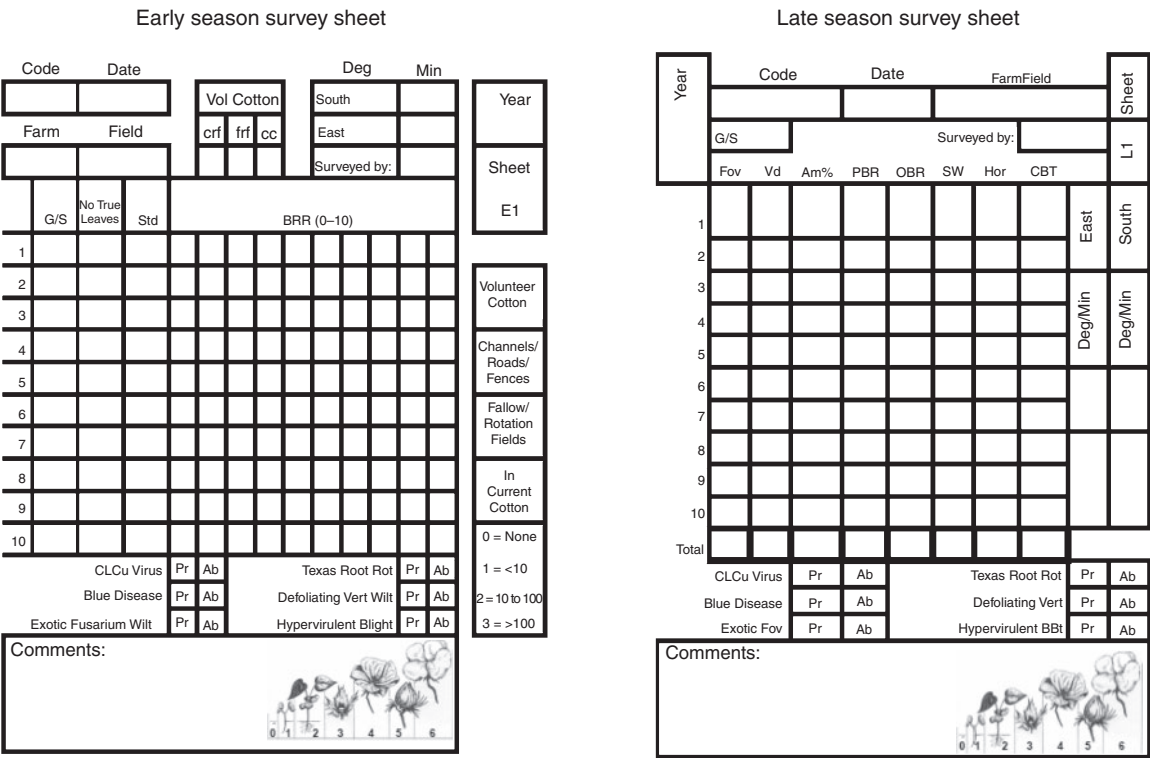 Early season survey sheet
Code Date
Deg Min
Vol Cotton
South
Year
Farm Field
crf frf cc
East
Surveyed by:
Sheet
E1
G/S
No True
Leaves
Std
BRR (0–10)
1
2
3
4
5
6
7
8
9
10
Volunteer
Cotton
Channels/
Roads/
Fences
Fallow/
Rotation
Fields
In
Current
Cotton
0 = None
1 = <10
2 = 10 to 100
3 = >100
CLCu Virus Pr Ab Texas Root Rot Pr Ab
Blue Disease Pr Ab Defoliating Vert Wilt Pr Ab
Exotic Fusarium Wilt Pr Ab Hypervirulent Blight Pr Ab
Comments:
0 1 2 3 4 5 6
Late season survey sheet
Year
Code Date FarmField
Sheet
G/S
Surveyed by:
L1
Fov Vd Am% PBR OBR SW Hor CBT
1
2
3
4
5
6
7
8
9
10
Total
East
South
Deg/Min
Deg/Min
CLCu Virus Pr Ab Texas Root Rot Pr Ab
Blue Disease Pr Ab Defoliating Vert Pr Ab
Exotic Fov Pr Ab Hypervirulent BBt Pr Ab
Comments:
0 1 2 3 4 5 6